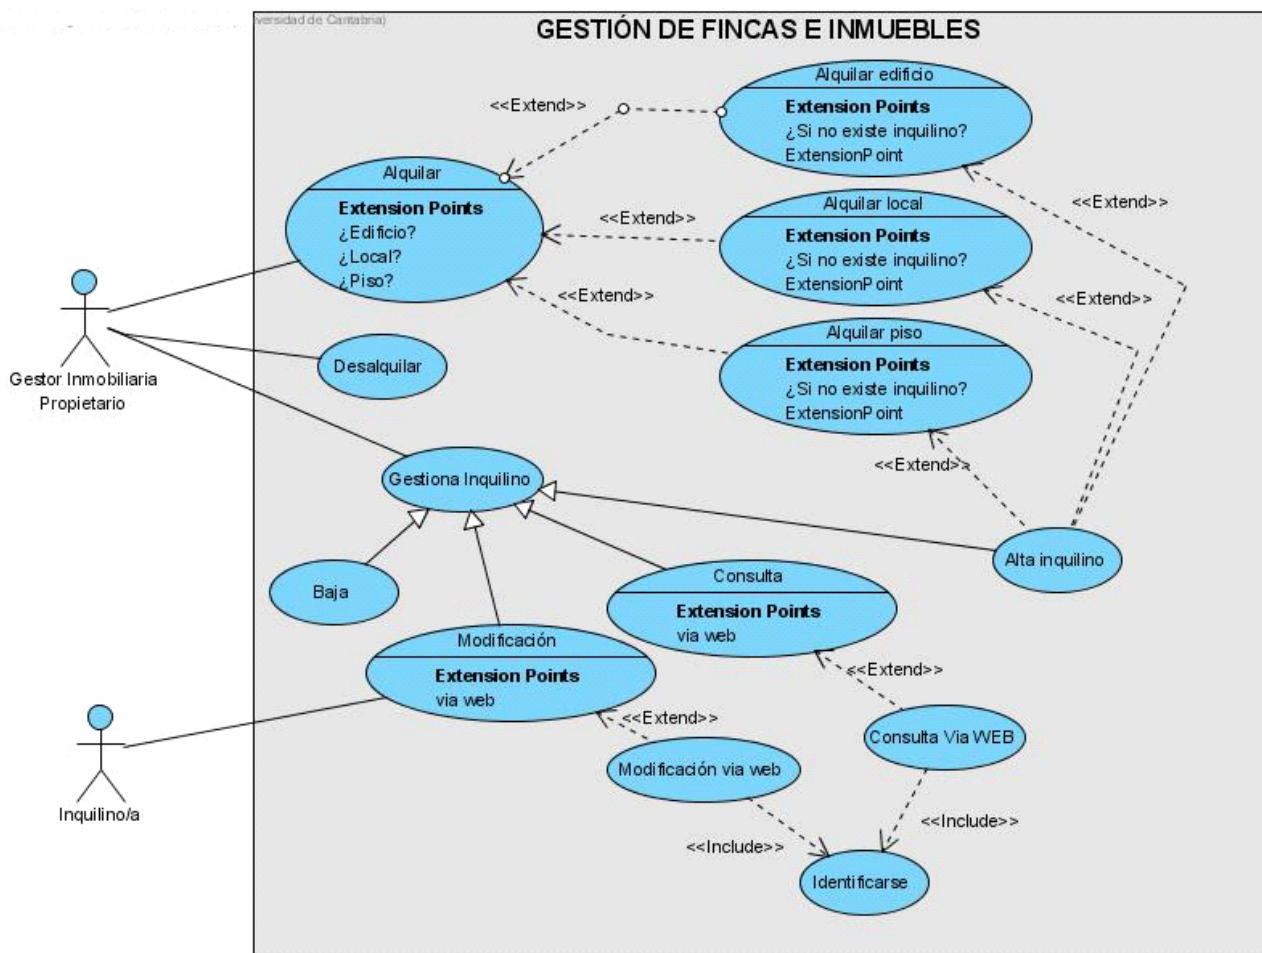 versidad de Cantabria)
GESTIÓN DE FINCAS E INMUEBLES
Alquilar edificio
Extension Points
¿Si no existe inquilino?
ExtensionPoint
<<Extend>>
Alquilar
Extension Points
¿Edificio?
¿Local?
¿Piso?
<<Extend>>
Alquilar local
Extension Points
¿Si no existe inquilino?
ExtensionPoint
<<Extend>>
<<Extend>>
<<Extend>>
Alquilar piso
Extension Points
¿Si no existe inquilino?
ExtensionPoint
Gestor Inmobiliaria
Propietario
Desalquilar
<<Extend>>
Gestiona Inquilino
Alta inquilino
Baja
Consulta
Extension Points
via web
Modificación
Extension Points
via web
<<Extend>>
<<Extend>>
Consulta Via WEB
Modificación via web
Inquilino/a
<<Include>>
<<Include>>
Identificarse